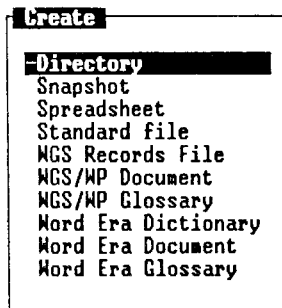 Create
-Directory
Snapshot
Spreadsheet
Standard file
WGS Records File
WGS/WP Document
WGS/WP Glossary
Word Era Dictionary
Word Era Document
Word Era Glossary